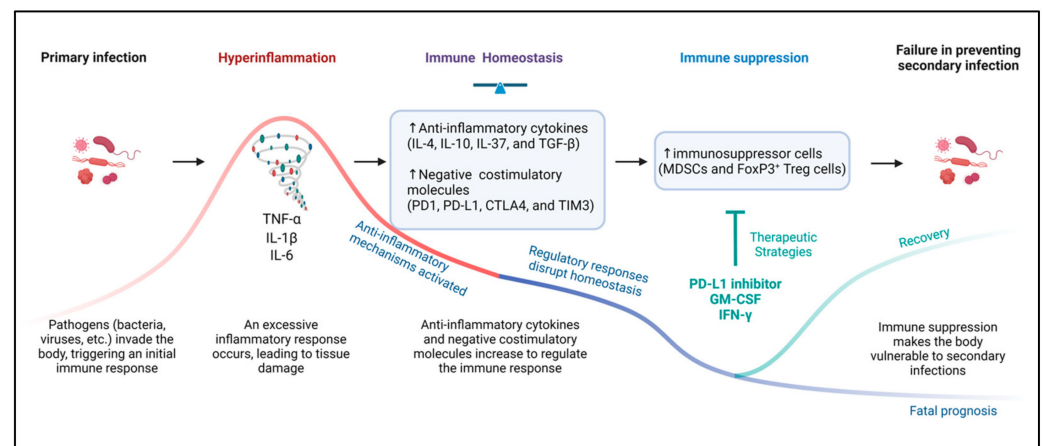 Primary infection
Hyperinflammation
Immune Homeostasis
Immune suppression
Failure in preventing
secondary infection
↑Anti-inflammatory cytokines
(IL-4, IL-10, IL-37, and TGF-β)
↑Negative costimulatory
molecules
(PD1, PD-L1, CTLA4, and TIM3)
↑immunosuppressor cells
(MDSCs and FoxP3⁺ Treg cells)
TNF-α
IL-1β
IL-6
Anti-inflammatory
mechanisms activated
Regulatory responses
disrupt homeostasis
Therapeutic
Strategies
PD-L1 inhibitor
GM-CSF
IFN-γ
Recovery
Pathogens (bacteria,
viruses, etc.) invade the
body, triggering an initial
immune response
An excessive
inflammatory response
occurs, leading to tissue
damage
Anti-inflammatory cytokines
and negative costimulatory
molecules increase to regulate
the immune response
Immune suppression
makes the body
vulnerable to secondary
infections
Fatal prognosis